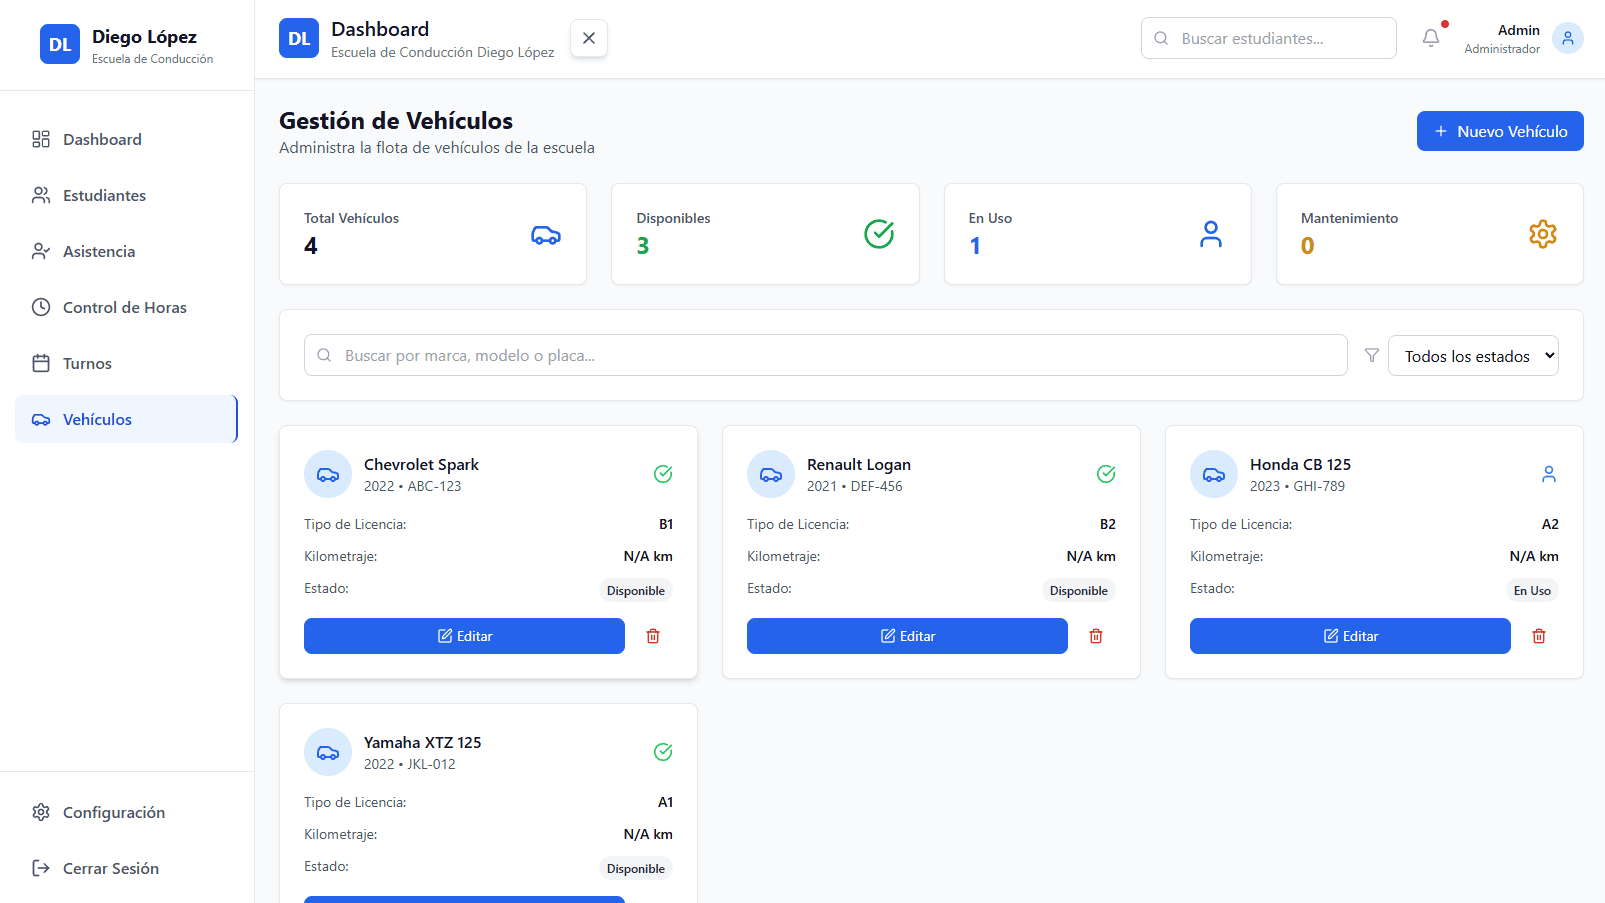 DL
Diego López
Escuela de Conducción
Dashboard
Estudiantes
Asistencia
Control de Horas
Turnos
Vehículos
Configuración
Cerrar Sesión
DL
Dashboard
Escuela de Conducción Diego López
Buscar estudiantes...
Admin
Administrador
Gestión de Vehículos
Administra la flota de vehículos de la escuela
Nuevo Vehículo
Total Vehículos
4
Disponibles
3
En Uso
1
Mantenimiento
0
Buscar por marca, modelo o placa...
Todos los estados
Chevrolet Spark
2022 • ABC-123
Tipo de Licencia: B1
Kilometraje: N/A km
Estado: Disponible
Editar
Renault Logan
2021 • DEF-456
Tipo de Licencia: B2
Kilometraje: N/A km
Estado: Disponible
Editar
Honda CB 125
2023 • GHI-789
Tipo de Licencia: A2
Kilometraje: N/A km
Estado: En Uso
Editar
Yamaha XTZ 125
2022 • JKL-012
Tipo de Licencia: A1
Kilometraje: N/A km
Estado: Disponible